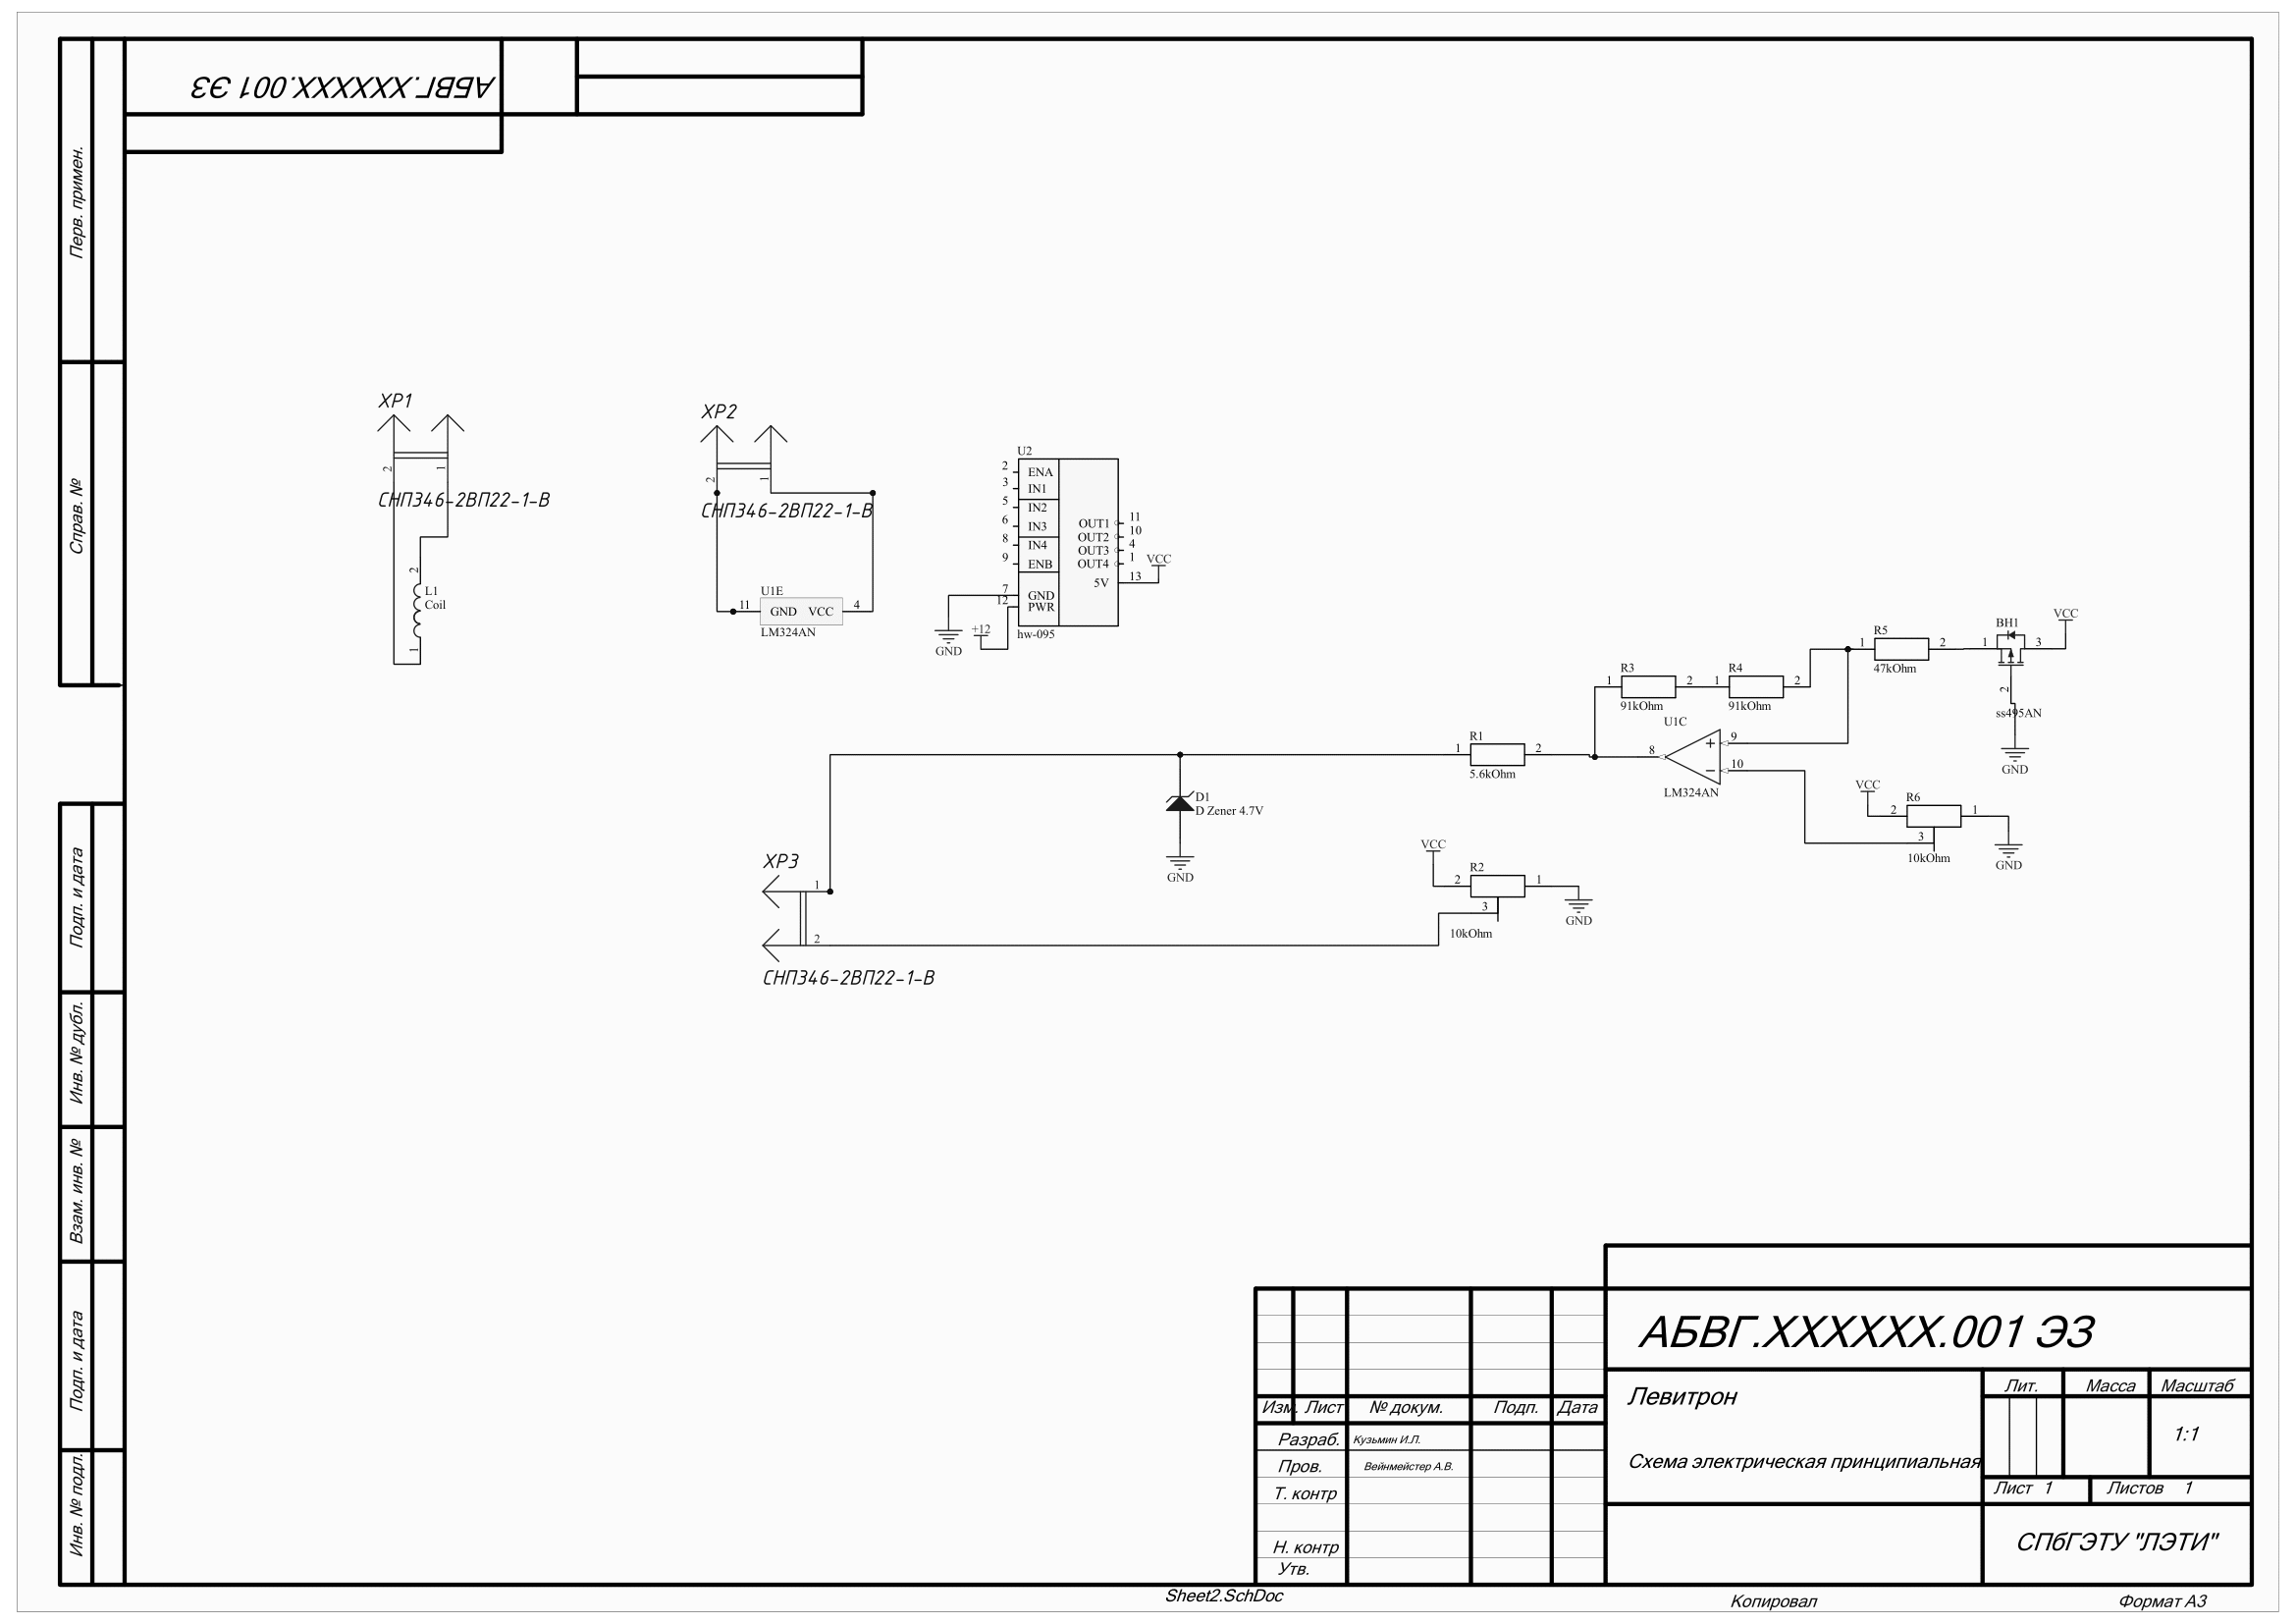 АБВГ.XXXXXX.001 ЭЗ
Перв. примен.
Справ. №
Подп. и дата
Инв. № дубл.
Взам. инв. №
Подп. и дата
Инв. № подл.
XP1
2
1
СНП346-2ВП22-1-В
2
L1
Coil
1
XP2
2
1
СНП346-2ВП22-1-В
U1E
11 GND VCC 4
LM324AN
U2
2 ENA
3 IN1
5 IN2
6 IN3
8 IN4
9 ENB
7 GND
12 PWR
OUT1 11
OUT2 10
OUT3 4
OUT4 1
5V 13
VCC
hw-095
+12
GND
BH1
VCC
R5
1 2
47kOhm
1 3
2
ss495AN
GND
R3
1 2
91kOhm
R4
1 2
91kOhm
U1C
8 + 9
− 10
LM324AN
R1
1 2
5.6kOhm
D1
D Zener 4.7V
GND
VCC
R6
2 1
3
10kOhm
GND
VCC
R2
2 1
3
10kOhm
GND
XP3
1
2
СНП346-2ВП22-1-В
АБВГ.XXXXXX.001 ЭЗ
Левитрон
Схема электрическая принципиальная
Лит. Масса Масштаб
1:1
Лист 1 Листов 1
СПбГЭТУ "ЛЭТИ"
Изм. Лист № докум. Подп. Дата
Разраб. Кузьмин И.Л.
Пров. Вейнмейстер А.В.
Т. контр
Н. контр
Утв.
Sheet2.SchDoc
Копировал
Формат А3